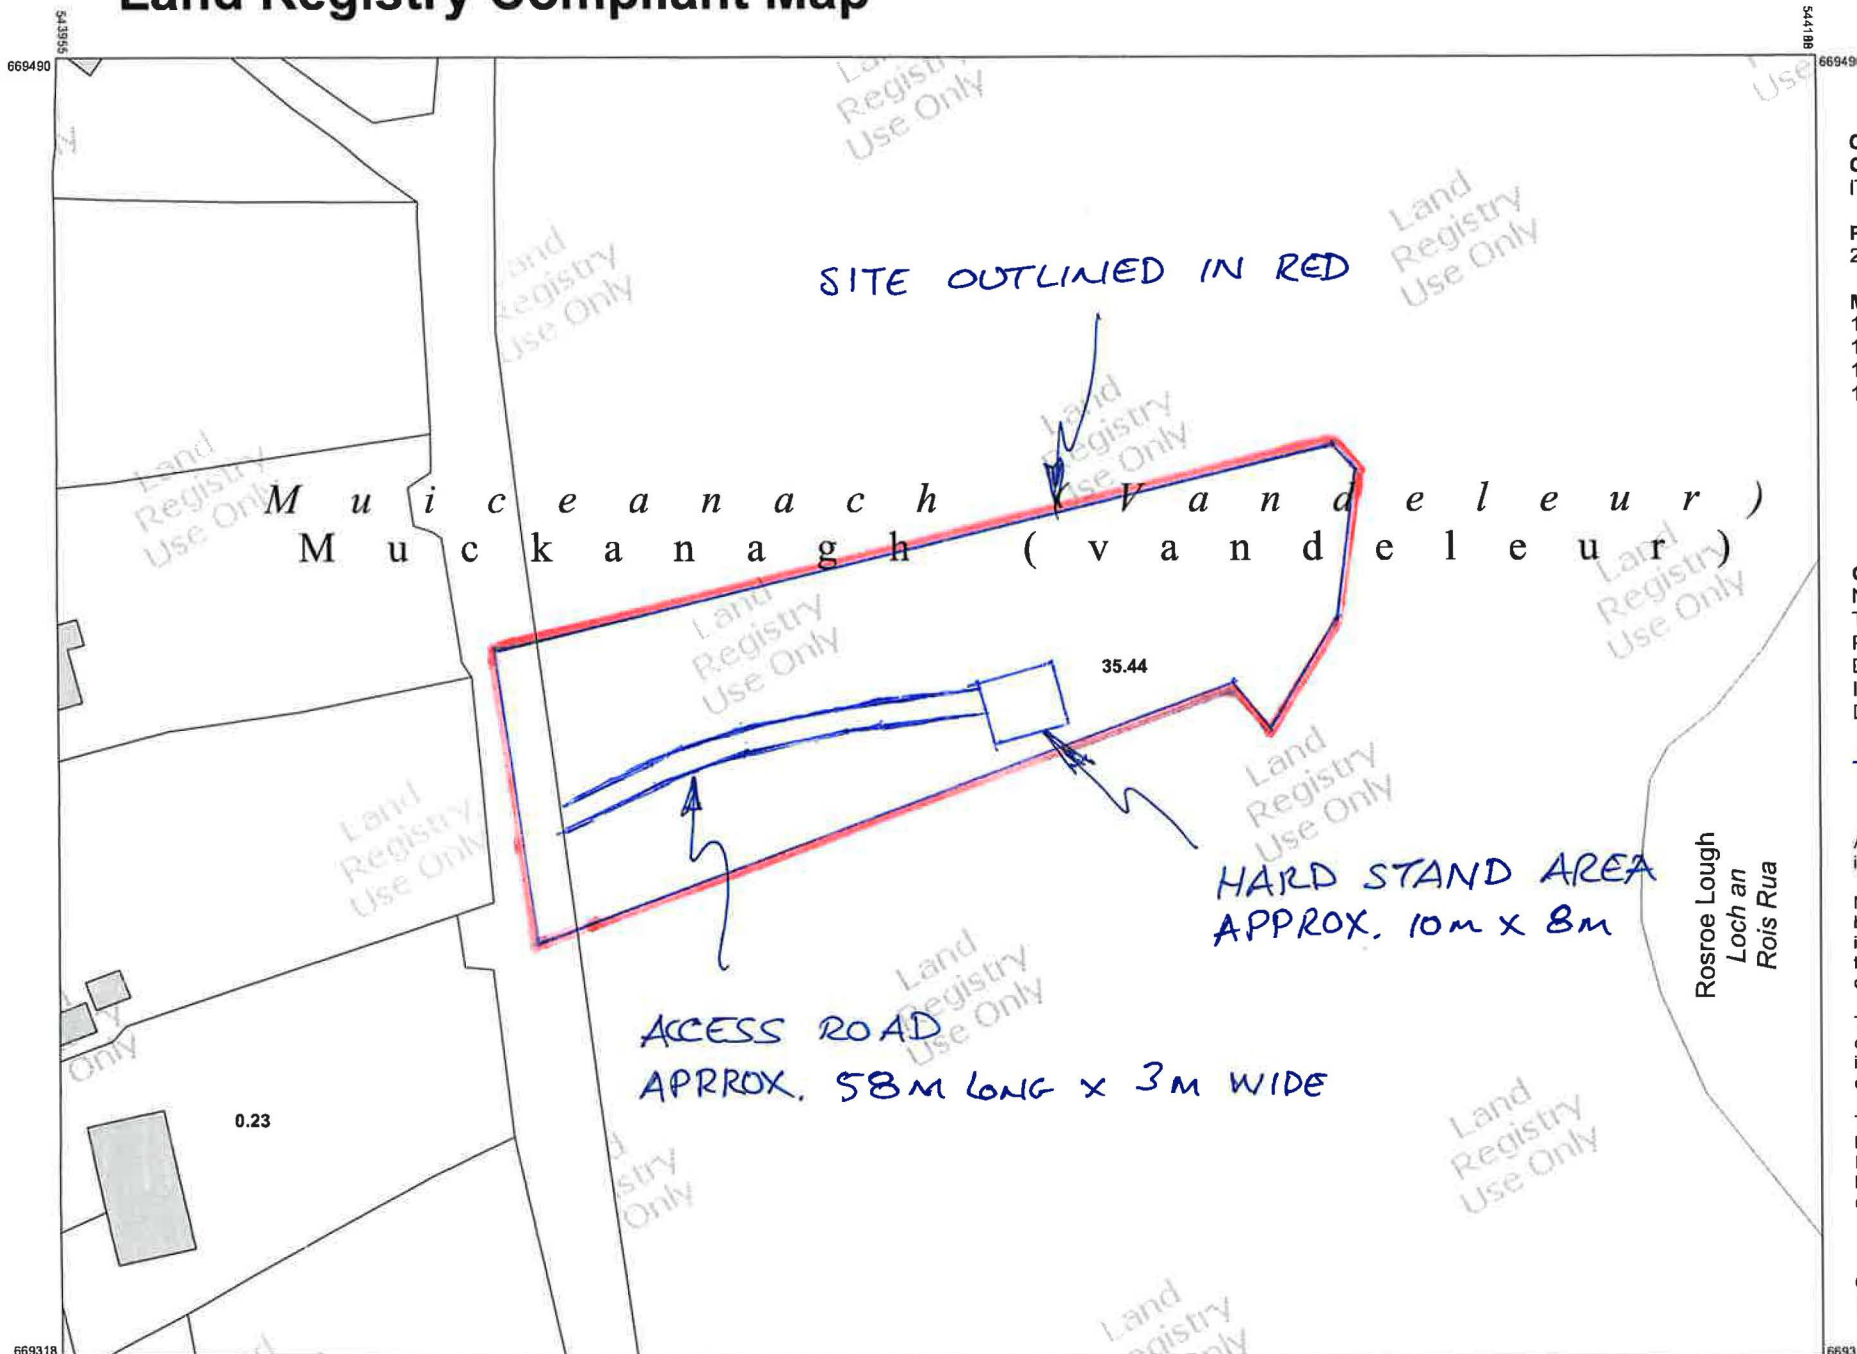 Land Registry Compliant Map
543955
544188
669490
SITE OUTLINED IN RED
Muiceanach (Vandeleur)
Muckanagh (vandeleur)
35.44
HARD STAND AREA
APPROX. 10m x 8m
Rosroe Lough
Loch an
Rois Rua
ACCESS ROAD
APRROX. 58m LONG x 3m WIDE
0.23
669318
Land
Registry
Use Only